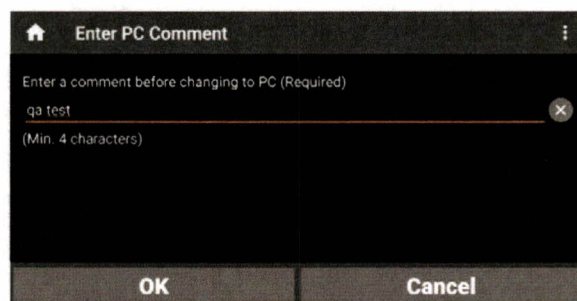 Enter PC Comment
Enter a comment before changing to PC (Required)
qa test
(Min. 4 characters)
OK Cancel